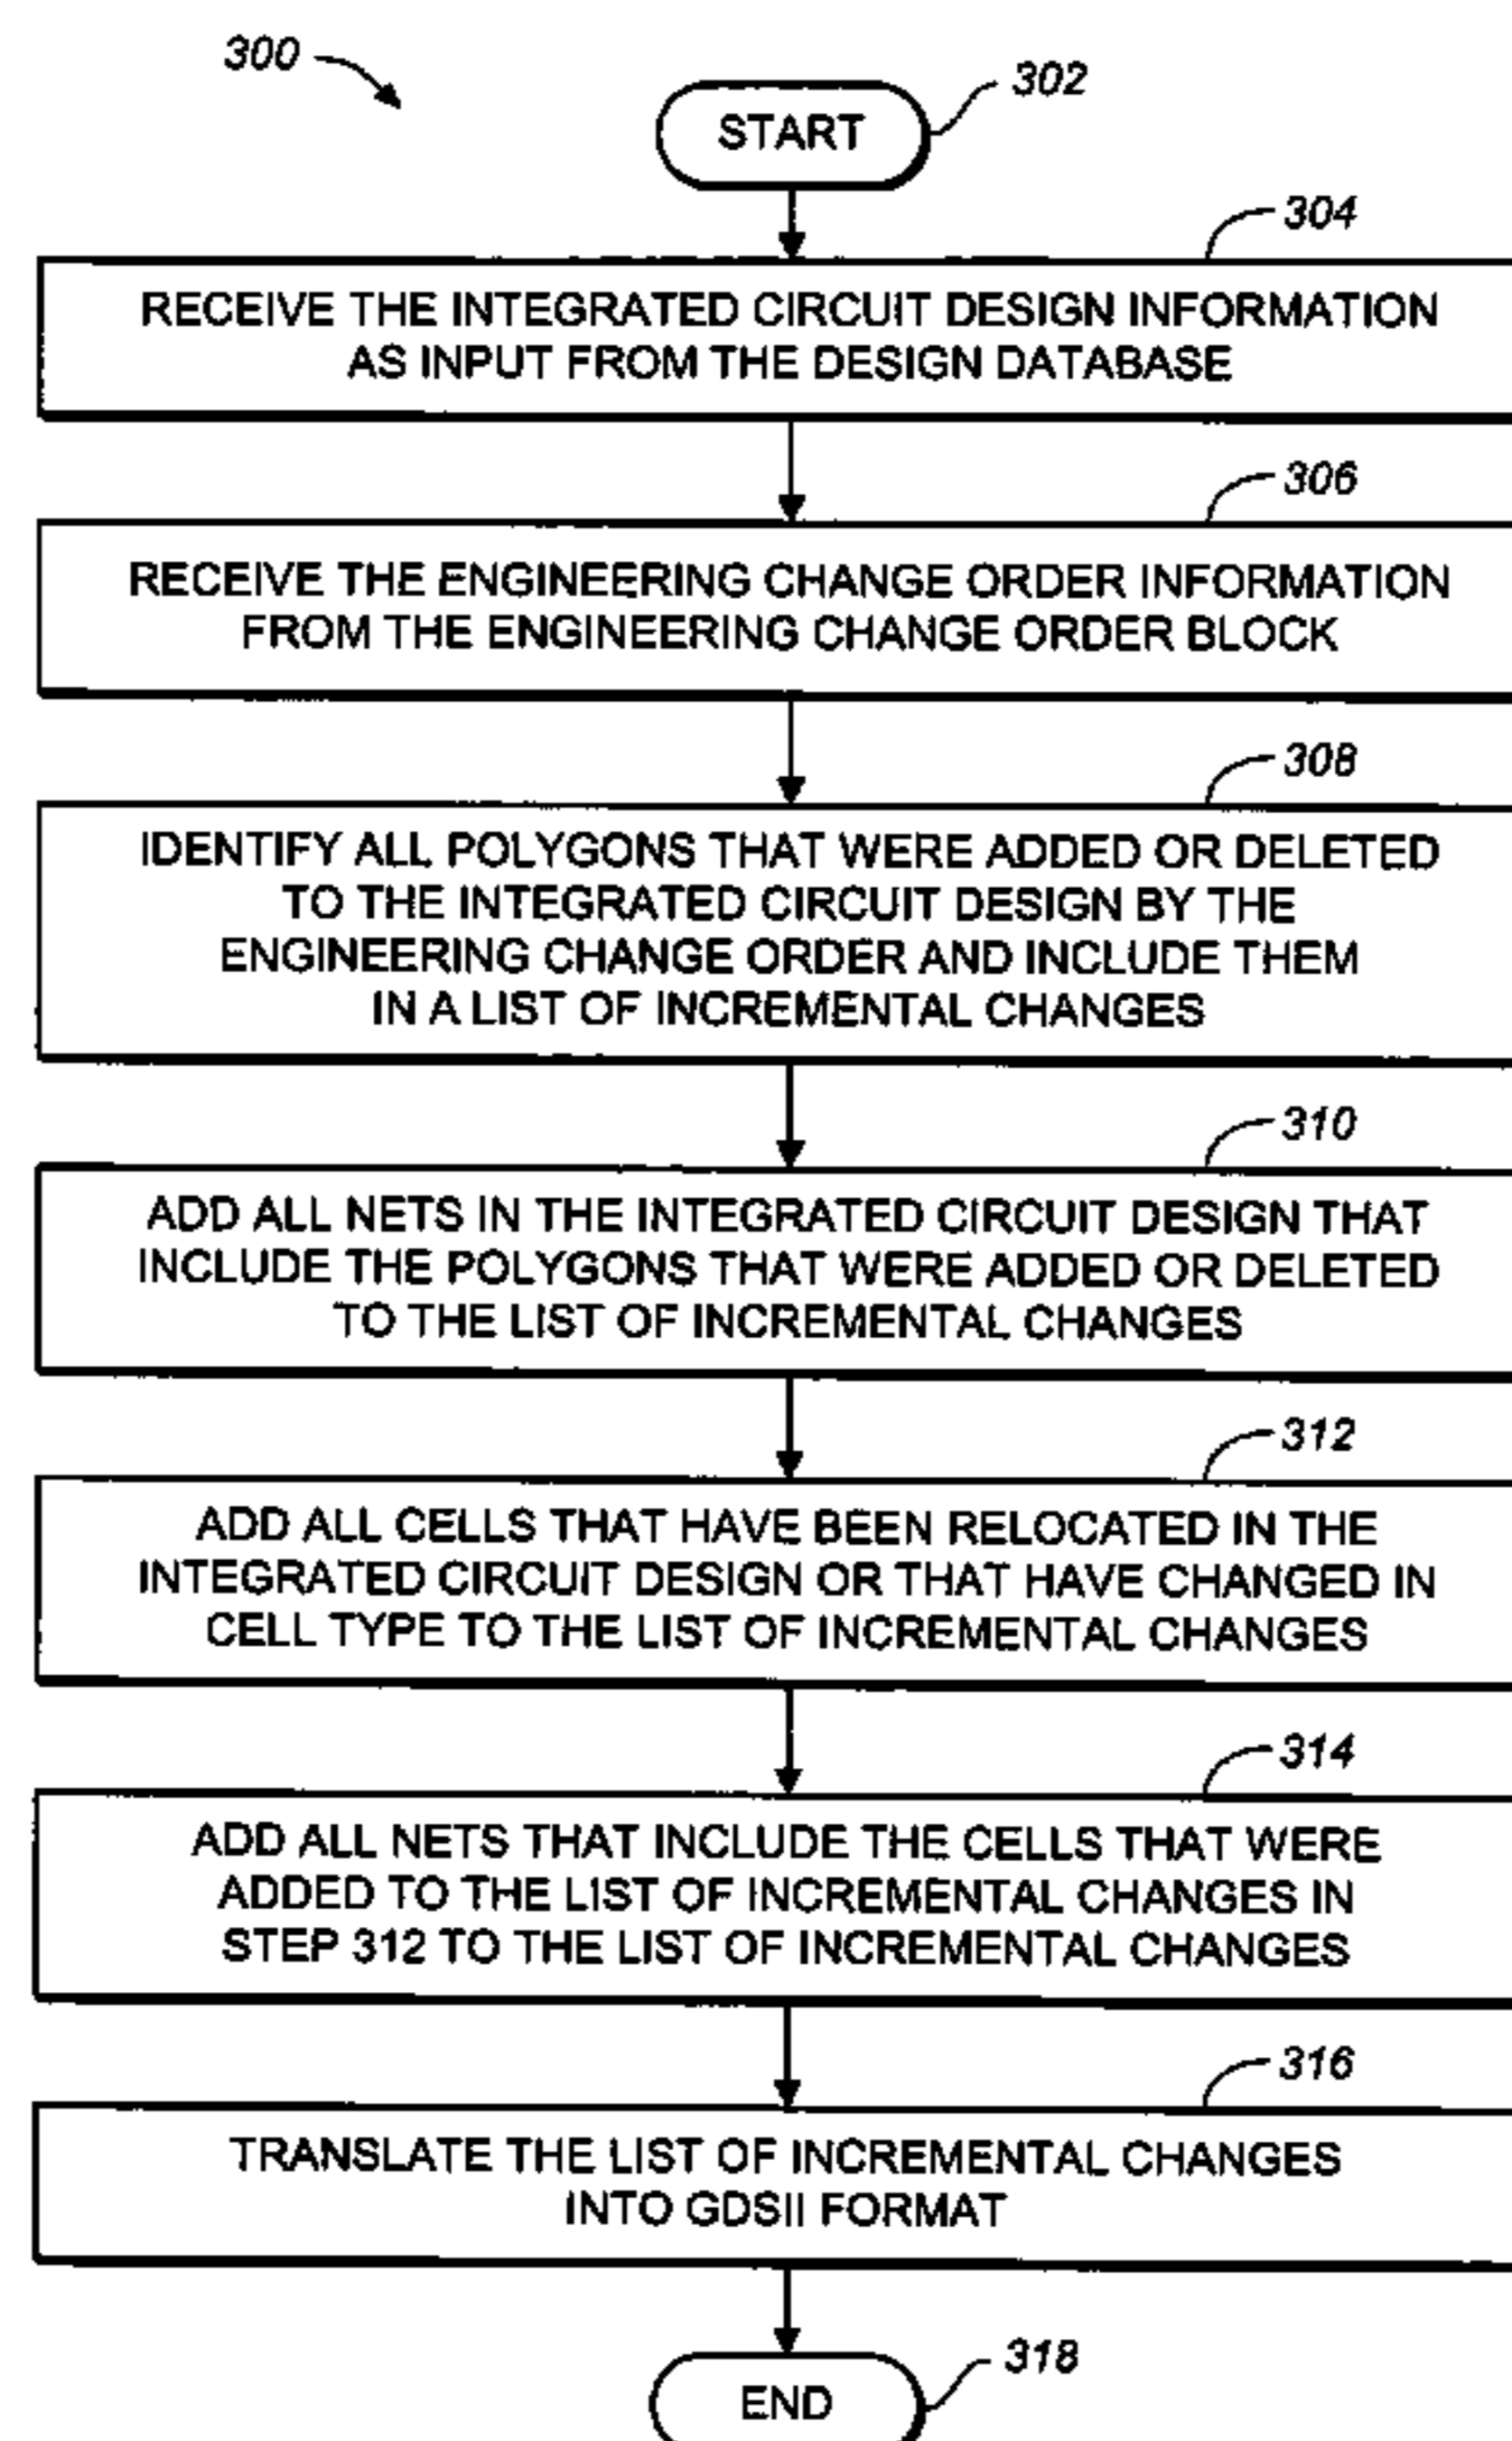 300
302
START
304
RECEIVE THE INTEGRATED CIRCUIT DESIGN INFORMATION
AS INPUT FROM THE DESIGN DATABASE
306
RECEIVE THE ENGINEERING CHANGE ORDER INFORMATION
FROM THE ENGINEERING CHANGE ORDER BLOCK
308
IDENTIFY ALL POLYGONS THAT WERE ADDED OR DELETED
TO THE INTEGRATED CIRCUIT DESIGN BY THE
ENGINEERING CHANGE ORDER AND INCLUDE THEM
IN A LIST OF INCREMENTAL CHANGES
310
ADD ALL NETS IN THE INTEGRATED CIRCUIT DESIGN THAT
INCLUDE THE POLYGONS THAT WERE ADDED OR DELETED
TO THE LIST OF INCREMENTAL CHANGES
312
ADD ALL CELLS THAT HAVE BEEN RELOCATED IN THE
INTEGRATED CIRCUIT DESIGN OR THAT HAVE CHANGED IN
CELL TYPE TO THE LIST OF INCREMENTAL CHANGES
314
ADD ALL NETS THAT INCLUDE THE CELLS THAT WERE
ADDED TO THE LIST OF INCREMENTAL CHANGES IN
STEP 312 TO THE LIST OF INCREMENTAL CHANGES
316
TRANSLATE THE LIST OF INCREMENTAL CHANGES
INTO GDSII FORMAT
318
END